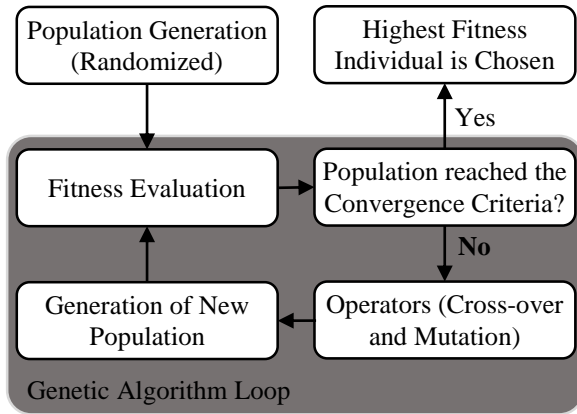 Population Generation
(Randomized)
Highest Fitness
Individual is Chosen
Yes
Fitness Evaluation
Population reached the
Convergence Criteria?
No
Generation of New
Population
Operators (Cross-over
and Mutation)
Genetic Algorithm Loop